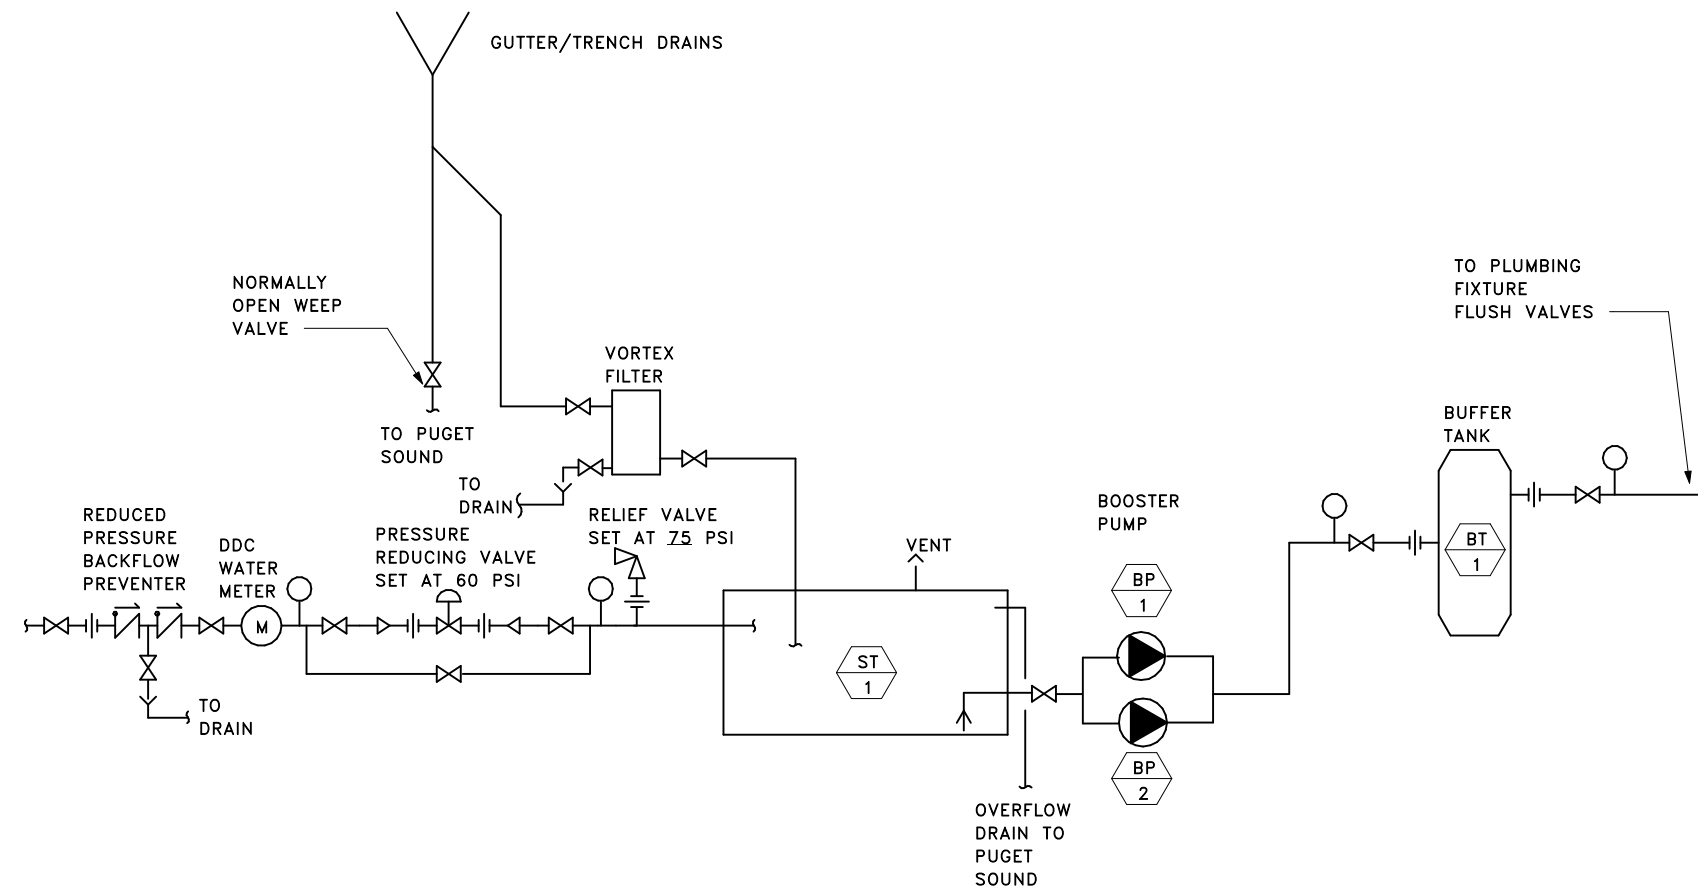 GUTTER/TRENCH DRAINS
NORMALLY
OPEN WEEP
VALVE
TO PUGET
SOUND
VORTEX
FILTER
TO
DRAIN
TO PLUMBING
FIXTURE
FLUSH VALVES
BUFFER
TANK
BT
1
REDUCED
PRESSURE
BACKFLOW
PREVENTER
DDC
WATER
METER
M
TO
DRAIN
PRESSURE
REDUCING VALVE
SET AT 60 PSI
RELIEF VALVE
SET AT 75 PSI
VENT
ST
1
BOOSTER
PUMP
BP
1
BP
2
OVERFLOW
DRAIN TO
PUGET
SOUND